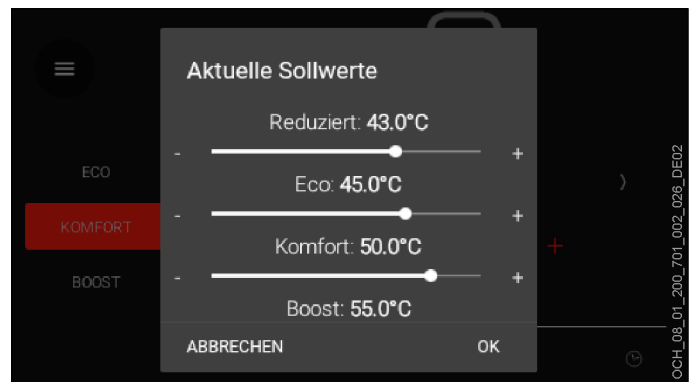 Aktuelle Sollwerte
Reduziert: 43.0°C
- +
Eco: 45.0°C
- +
Komfort: 50.0°C
- +
Boost: 55.0°C
ABBRECHEN OK
ECO
KOMFORT
BOOST
+
OCH_08_01_200_701_002_026_DE02